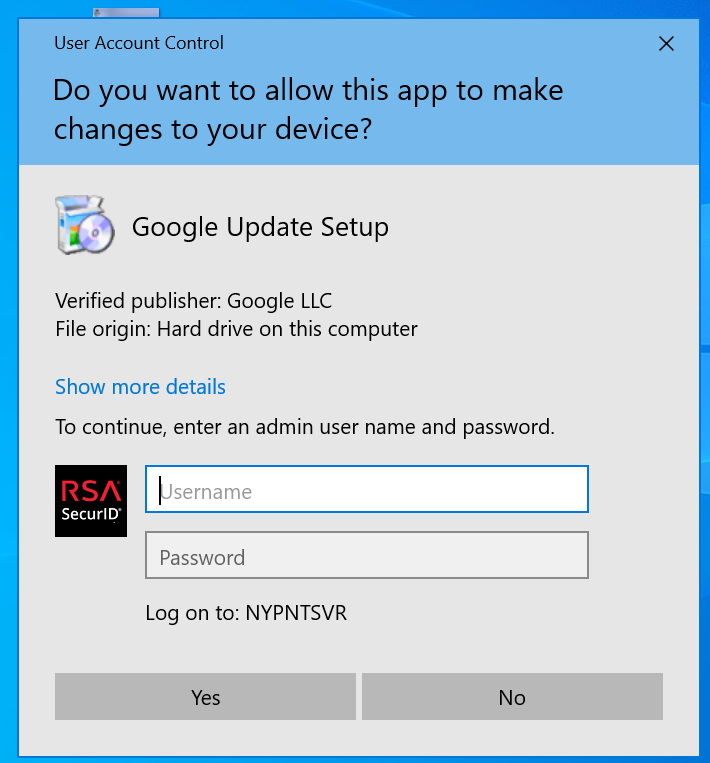 User Account Control
Do you want to allow this app to make
changes to your device?
Google Update Setup
Verified publisher: Google LLC
File origin: Hard drive on this computer
Show more details
To continue, enter an admin user name and password.
RSA
SecurID®
Username
Password
Log on to: NYPNTSVR
Yes
No